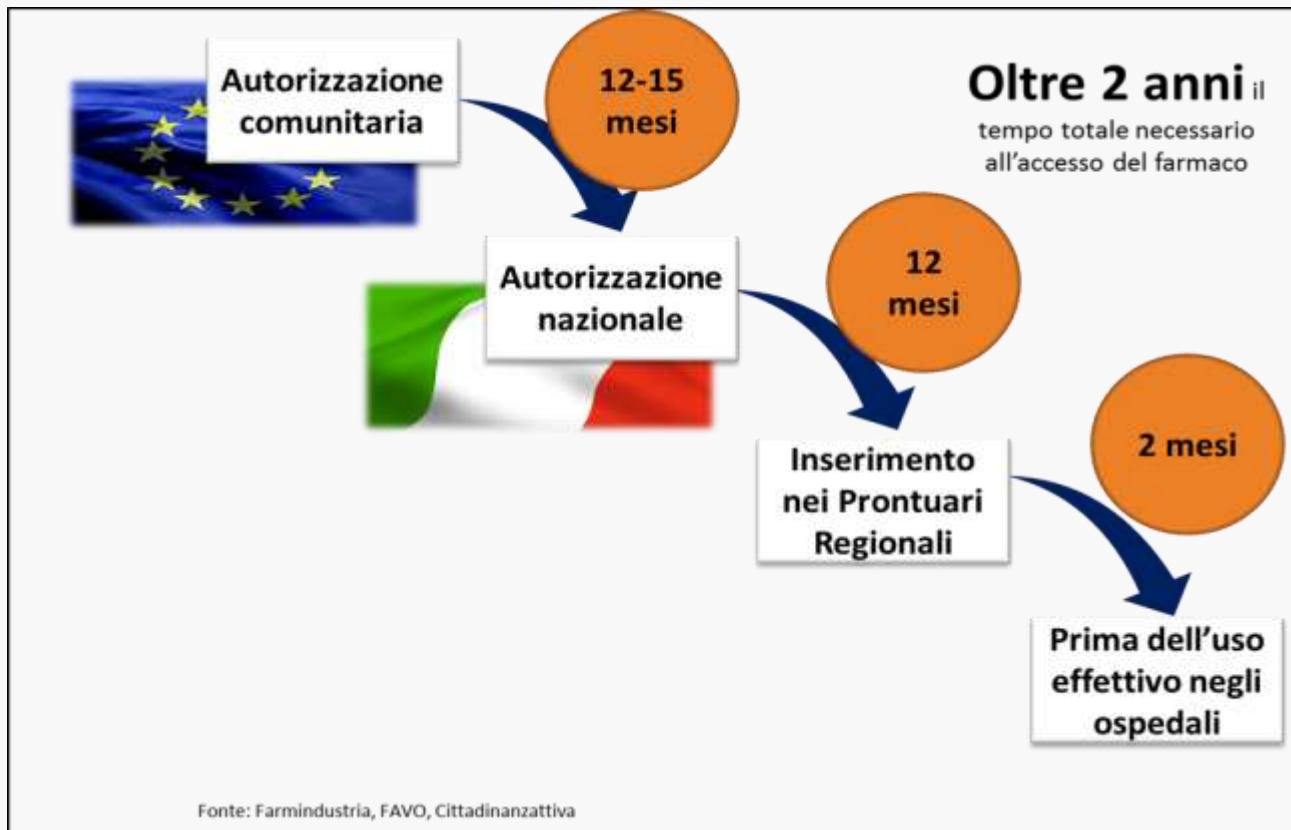 Autorizzazione
comunitaria
12-15
mesi
Oltre 2 anni il
tempo totale necessario
all'accesso del farmaco
Autorizzazione
nazionale
12
mesi
Inserimento
nei Prontuari
Regionali
2 mesi
Prima dell'uso
effettivo negli
ospedali
Fonte: Farmindustria, FAVO, Cittadinanzattiva